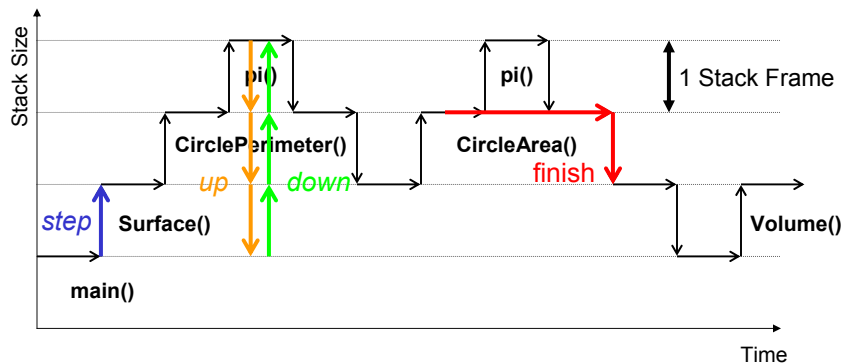 Stack Size
pi()
pi()
1 Stack Frame
CirclePerimeter()
CircleArea()
up
down
finish
step
Surface()
Volume()
main()
Time